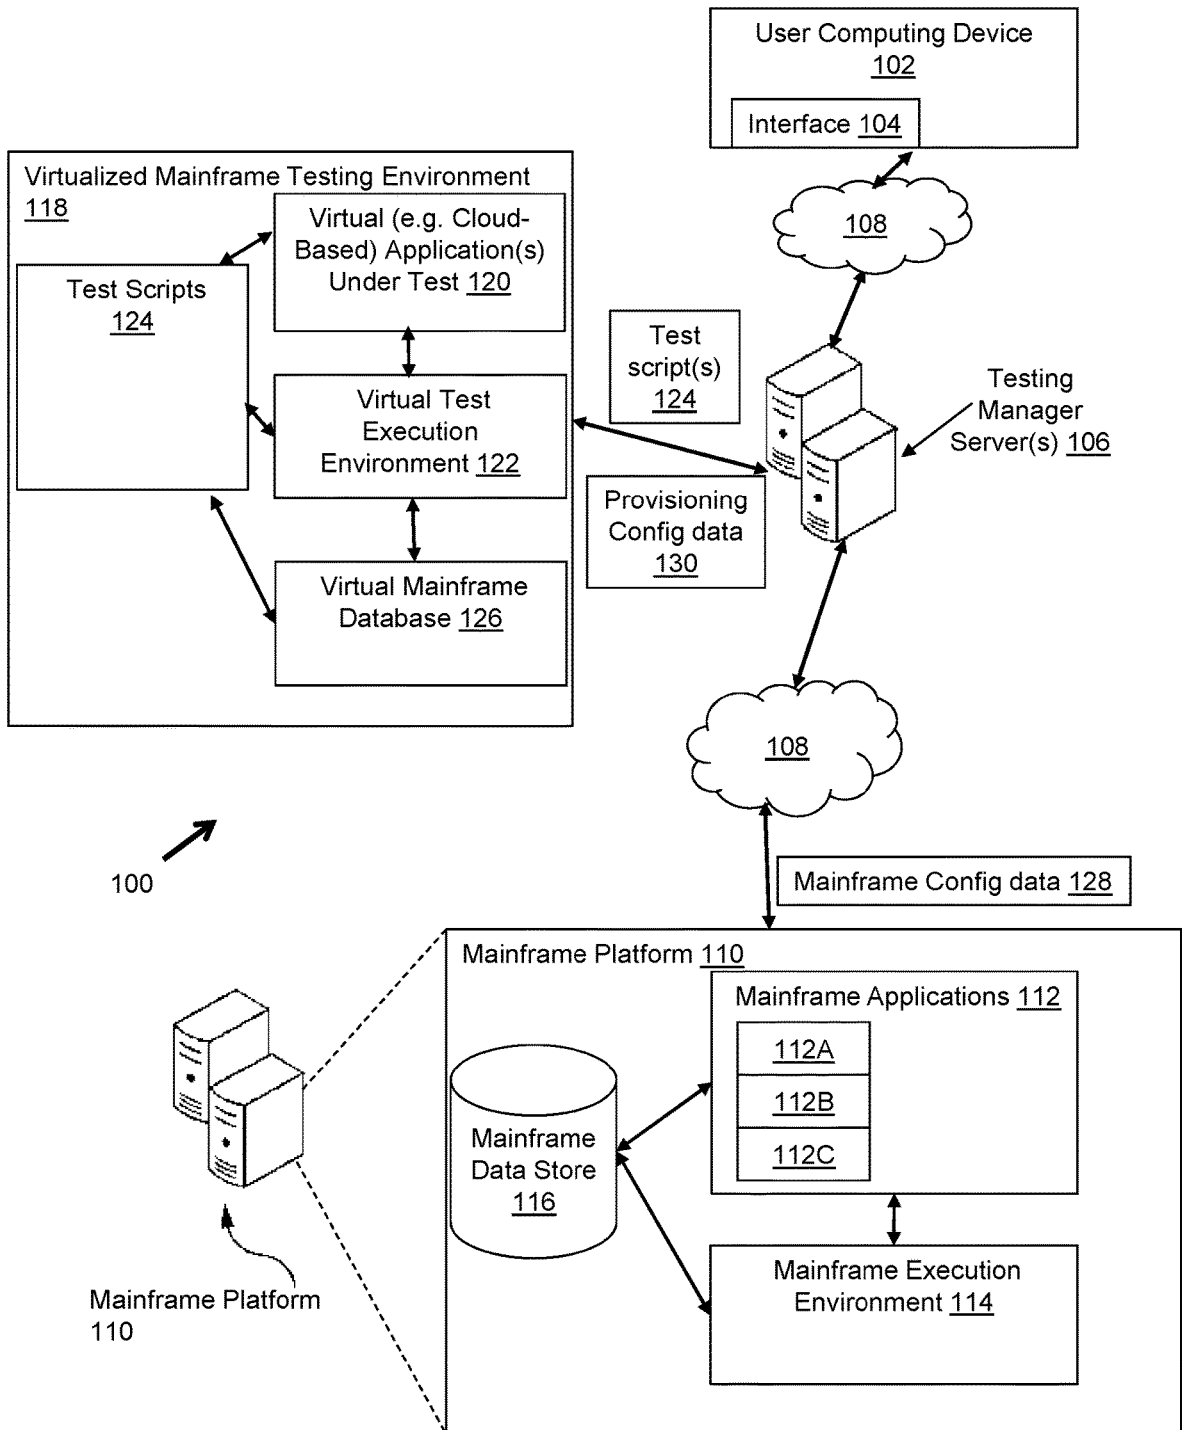 User Computing Device
102
Interface 104
108
Virtualized Mainframe Testing Environment
118
Virtual (e.g. Cloud-
Based) Application(s)
Under Test 120
Test Scripts
124
Virtual Test
Execution
Environment 122
Virtual Mainframe
Database 126
Test
script(s)
124
Provisioning
Config data
130
Testing
Manager
Server(s) 106
108
100
Mainframe Config data 128
Mainframe Platform 110
Mainframe Applications 112
112A
112B
112C
Mainframe
Data Store
116
Mainframe Execution
Environment 114
Mainframe Platform
110